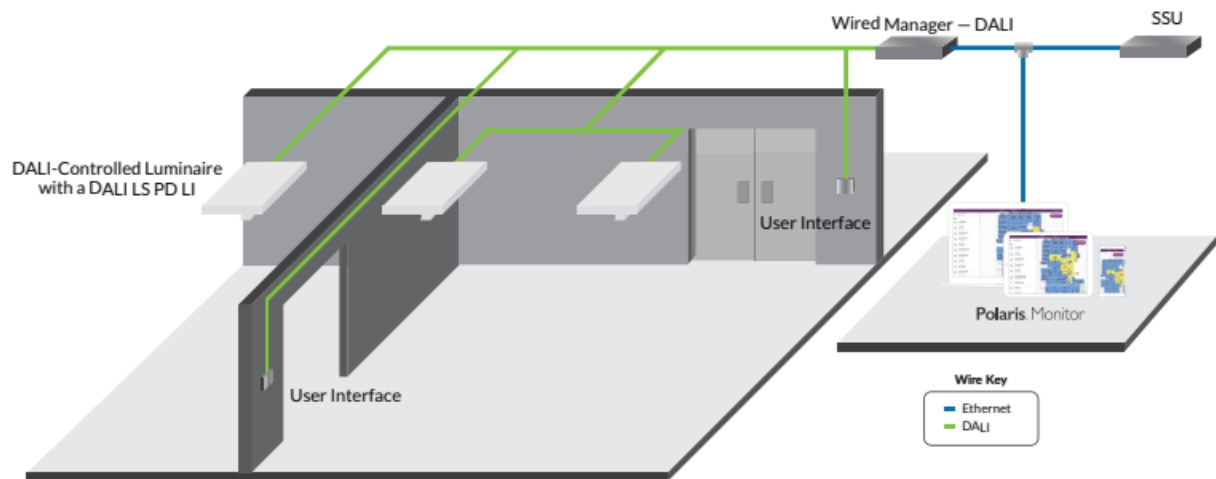 Wired Manager – DALI
SSU
DALI-Controlled Luminaire
with a DALI LS PD LI
User Interface
Polaris. Monitor
User Interface
Wire Key
Ethernet
DALI